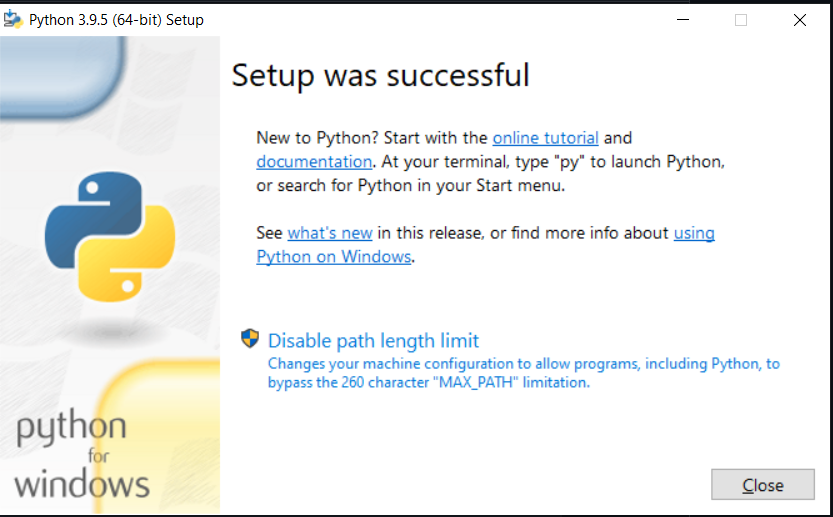 Python 3.9.5 (64-bit) Setup
Setup was successful
New to Python? Start with the online tutorial and
documentation. At your terminal, type "py" to launch Python,
or search for Python in your Start menu.
See what's new in this release, or find more info about using
Python on Windows.
Disable path length limit
Changes your machine configuration to allow programs, including Python, to
bypass the 260 character "MAX_PATH" limitation.
python
for
windows
Close